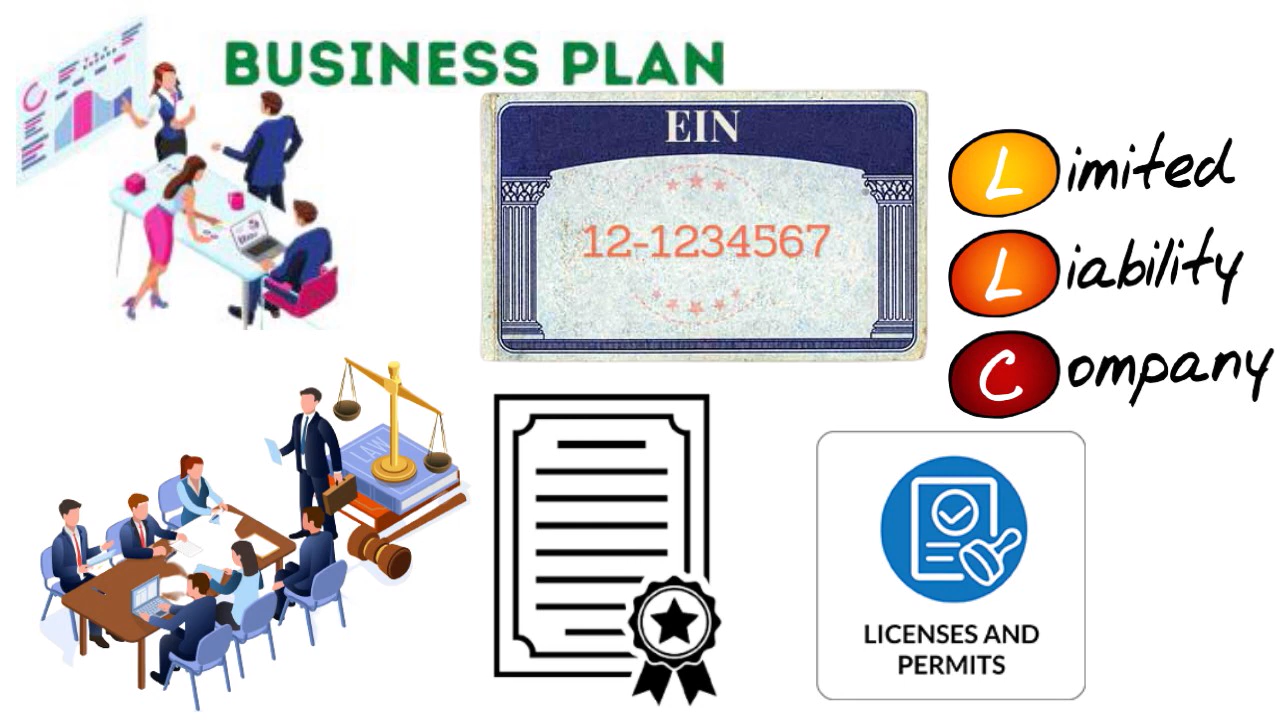 BUSINESS PLAN
EIN
12-1234567
Limited
Liability
Company
LAW
LICENSES AND
PERMITS